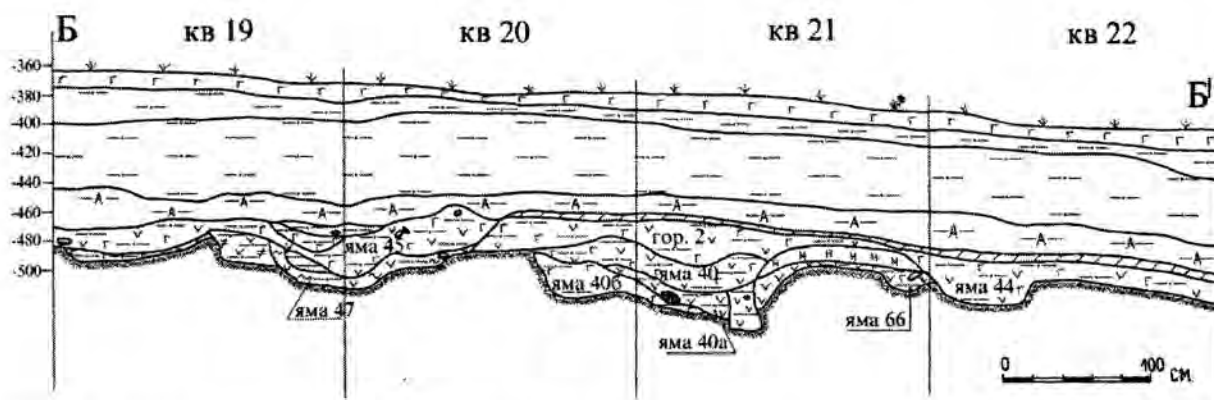 Б кв 19 кв 20 кв 21 кв 22 Б¹
-360
-380
-400
-420
-440
-460
-480
-500
А А А А А А А А А А А А А А
яма 45
гор. 2
яма 40
яма 40б
яма 44
яма 47
яма 66
яма 40а
0 100 см